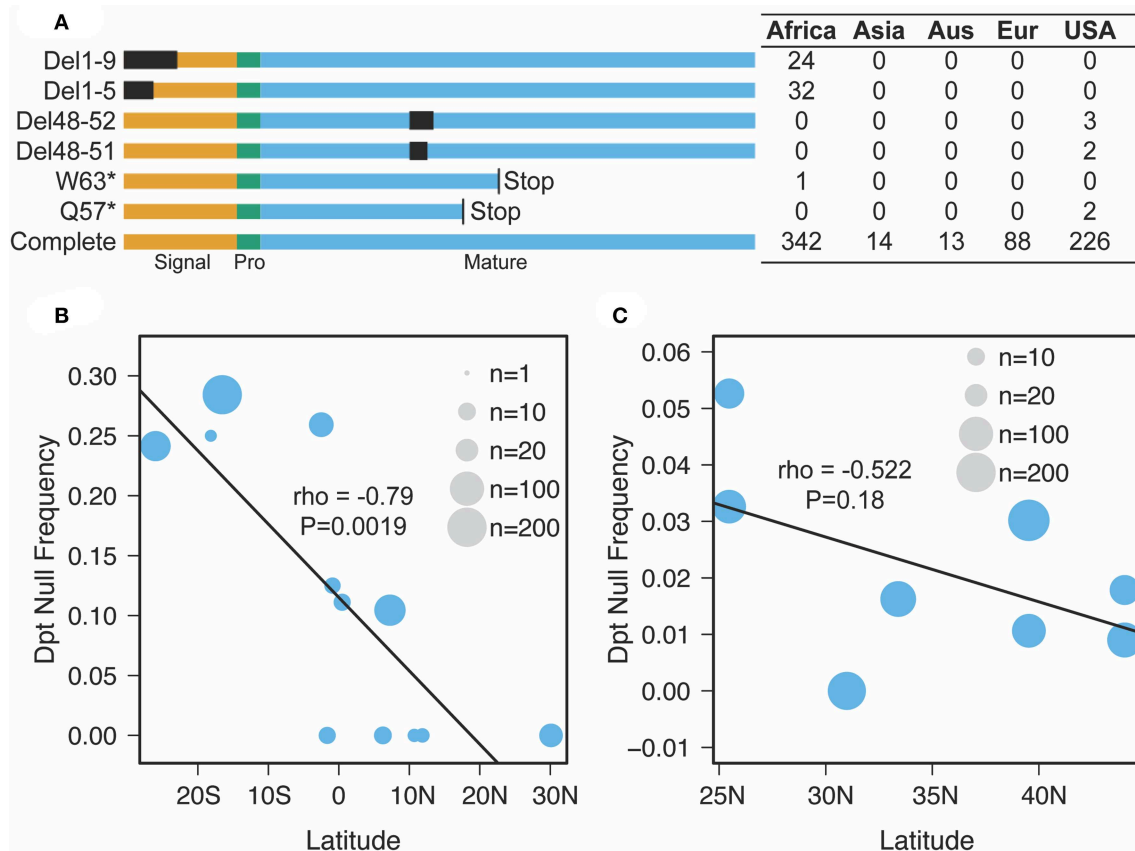 A
Africa Asia Aus Eur USA
Del1-9 24 0 0 0 0
Del1-5 32 0 0 0 0
Del48-52 0 0 0 0 3
Del48-51 0 0 0 0 2
W63* Stop 1 0 0 0 0
Q57* Stop 0 0 0 0 2
Complete 342 14 13 88 226
Signal Pro Mature
B
Dpt Null Frequency
0.30
0.25
0.20
0.15
0.10
0.05
0.00
n=1
n=10
n=20
n=100
n=200
rho = -0.79
P=0.0019
20S 10S 0 10N 20N 30N
Latitude
C
Dpt Null Frequency
0.06
0.05
0.04
0.03
0.02
0.01
0.00
−0.01
n=10
n=20
n=100
n=200
rho = -0.522
P=0.18
25N 30N 35N 40N
Latitude